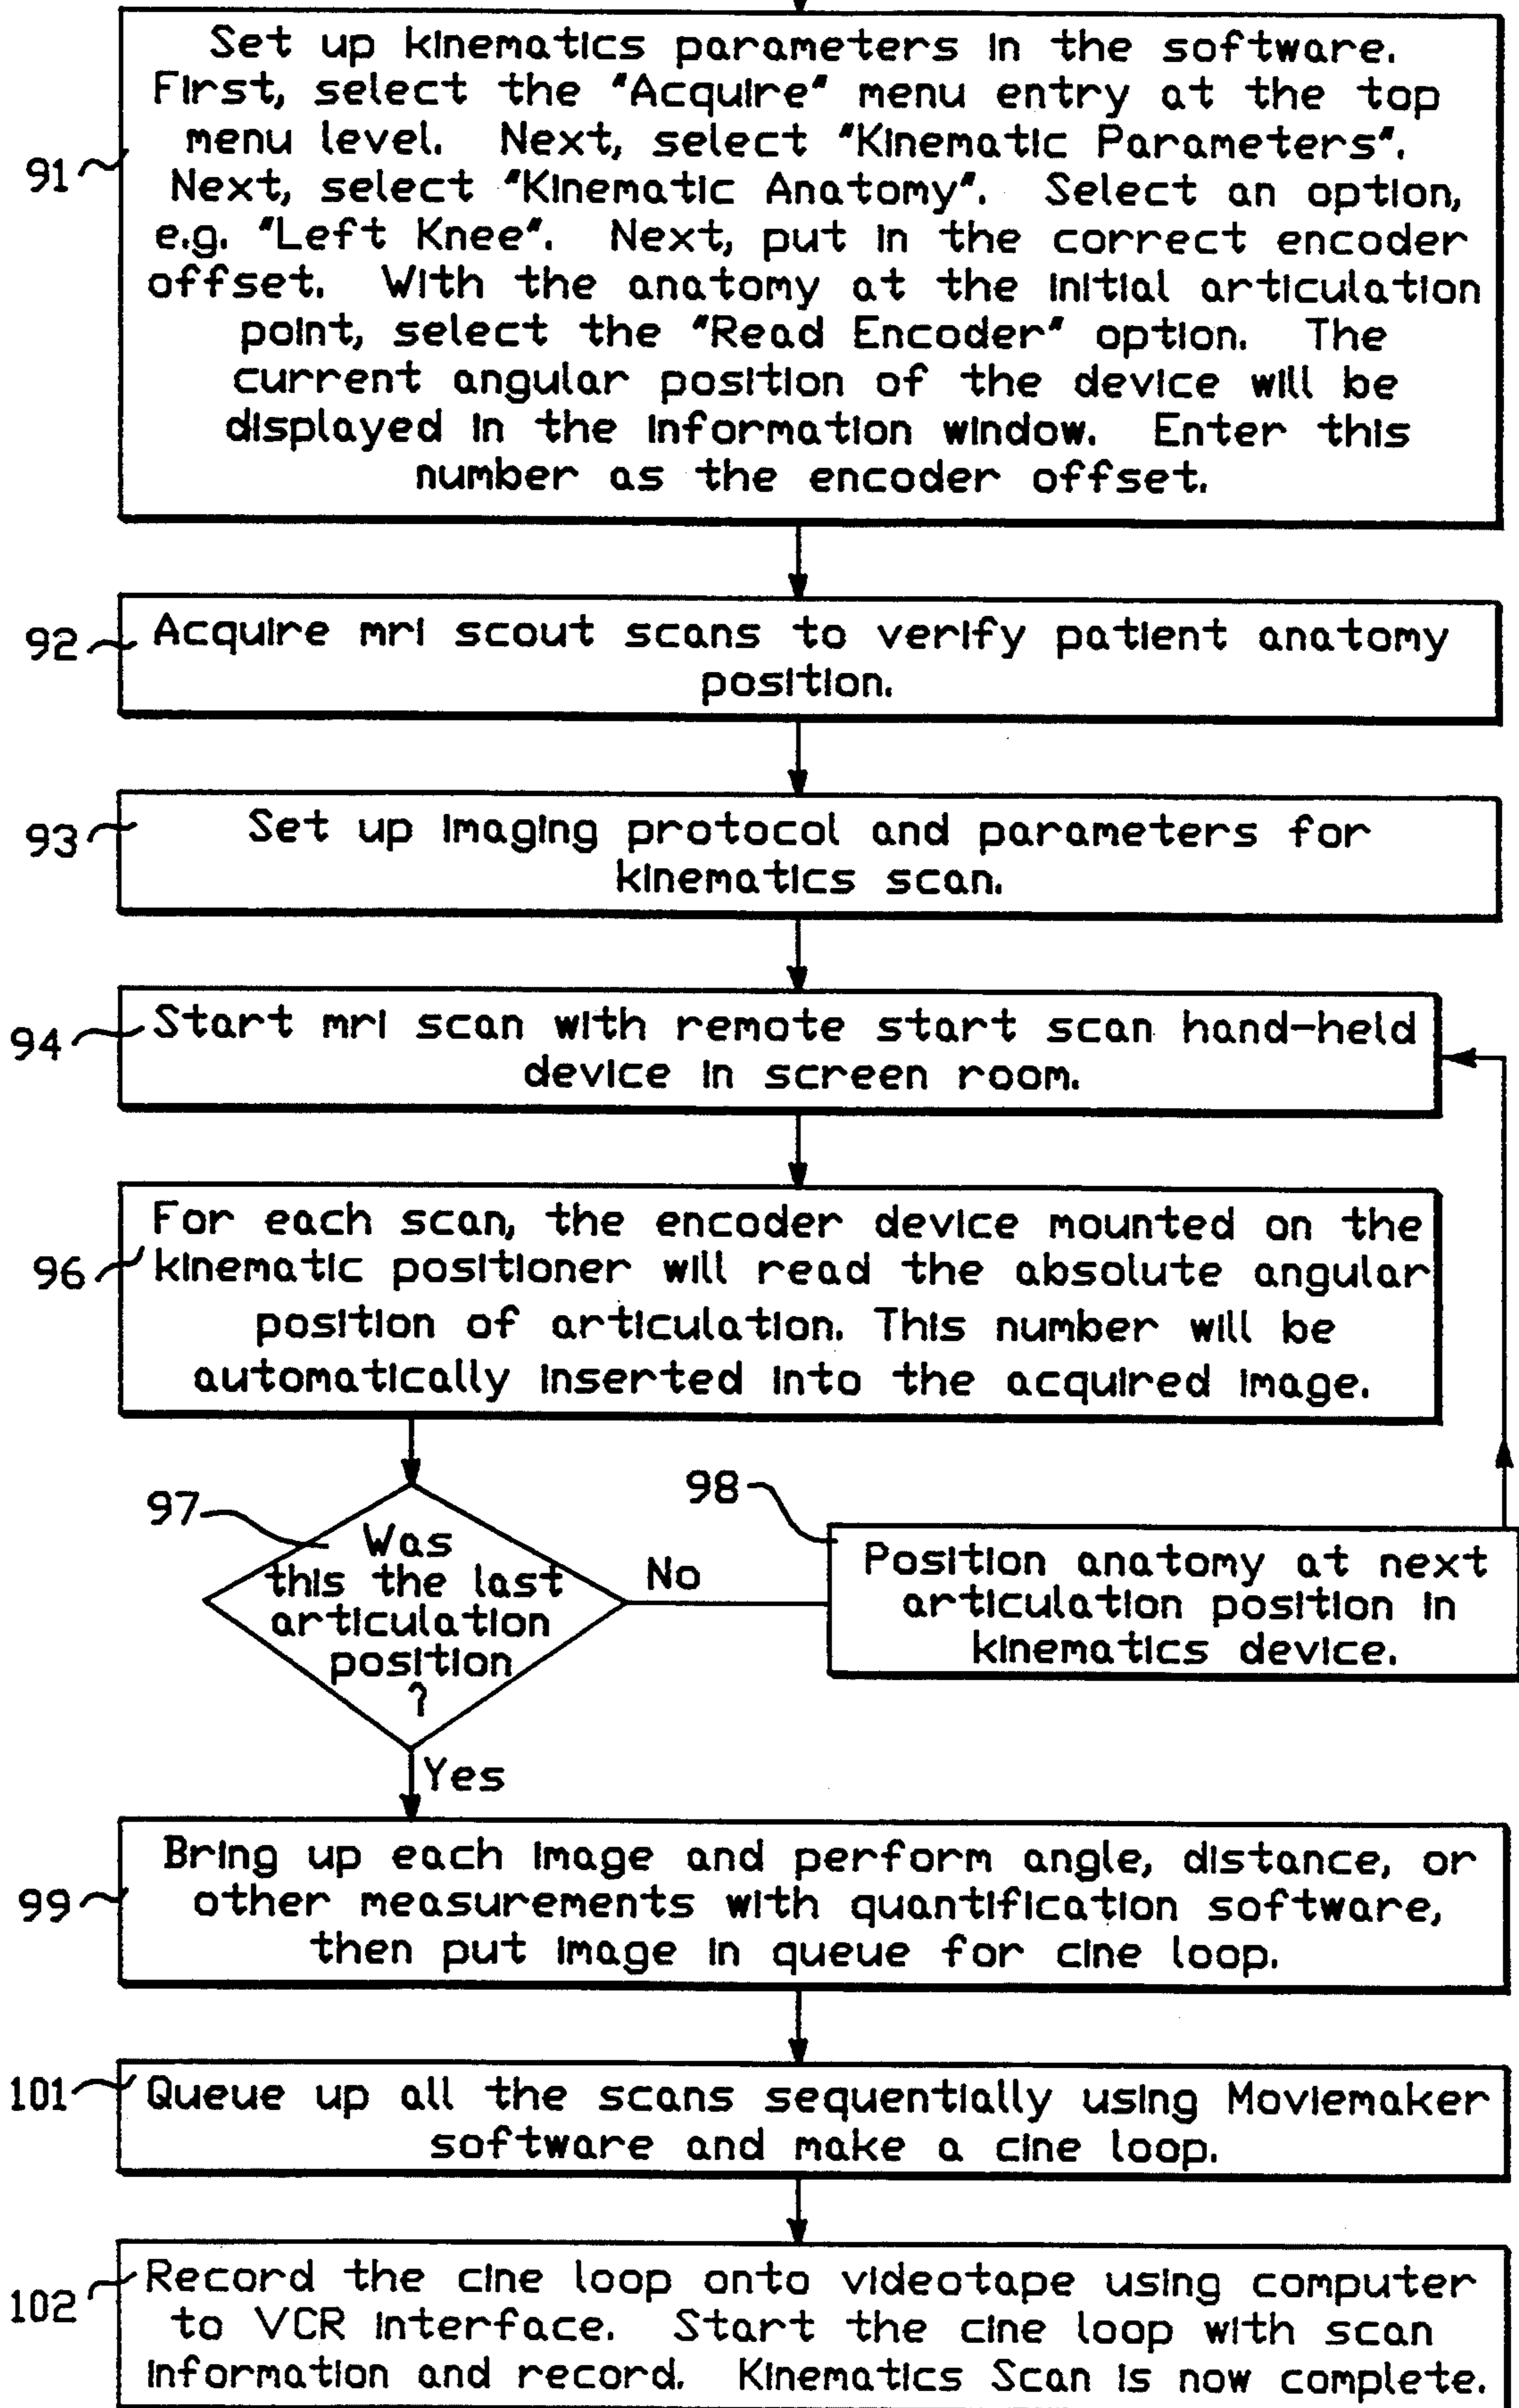 Set up kinematics parameters in the software.
First, select the "Acquire" menu entry at the top
menu level. Next, select "Kinematic Parameters".
91
Next, select "Kinematic Anatomy". Select an option,
e.g. "Left Knee". Next, put in the correct encoder
offset. With the anatomy at the initial articulation
point, select the "Read Encoder" option. The
current angular position of the device will be
displayed in the information window. Enter this
number as the encoder offset.
92
Acquire mri scout scans to verify patient anatomy
position.
93
Set up imaging protocol and parameters for
kinematics scan.
94
Start mri scan with remote start scan hand-held
device in screen room.
For each scan, the encoder device mounted on the
96
kinematic positioner will read the absolute angular
position of articulation. This number will be
automatically inserted into the acquired image.
97
Was
this the last
articulation
position
?
No
98
Position anatomy at next
articulation position in
kinematics device.
Yes
Bring up each image and perform angle, distance, or
99
other measurements with quantification software,
then put image in queue for cine loop.
101
Queue up all the scans sequentially using Moviemaker
software and make a cine loop.
102
Record the cine loop onto videotape using computer
to VCR interface. Start the cine loop with scan
information and record. Kinematics Scan is now complete.